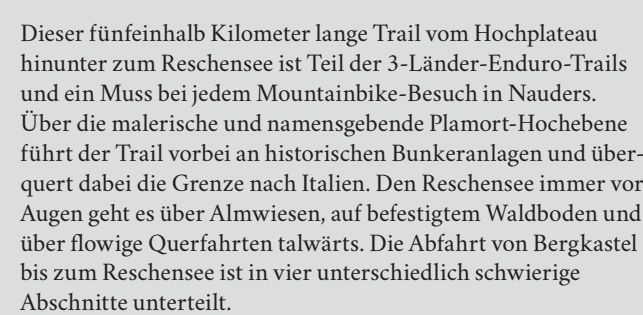 Dieser fünfeinhalb Kilometer lange Trail vom Hochplateau
hinunter zum Reschensee ist Teil der 3-Länder-Enduro-Trails
und ein Muss bei jedem Mountainbike-Besuch in Nauders.
Über die malerische und namensgebende Plamort-Hochebene
führt der Trail vorbei an historischen Bunkeranlagen und über-
quert dabei die Grenze nach Italien. Den Reschensee immer vor
Augen geht es über Almwiesen, auf befestigtem Waldboden und
über flowige Querfahrten talwärts. Die Abfahrt von Bergkastel
bis zum Reschensee ist in vier unterschiedlich schwierige
Abschnitte unterteilt.